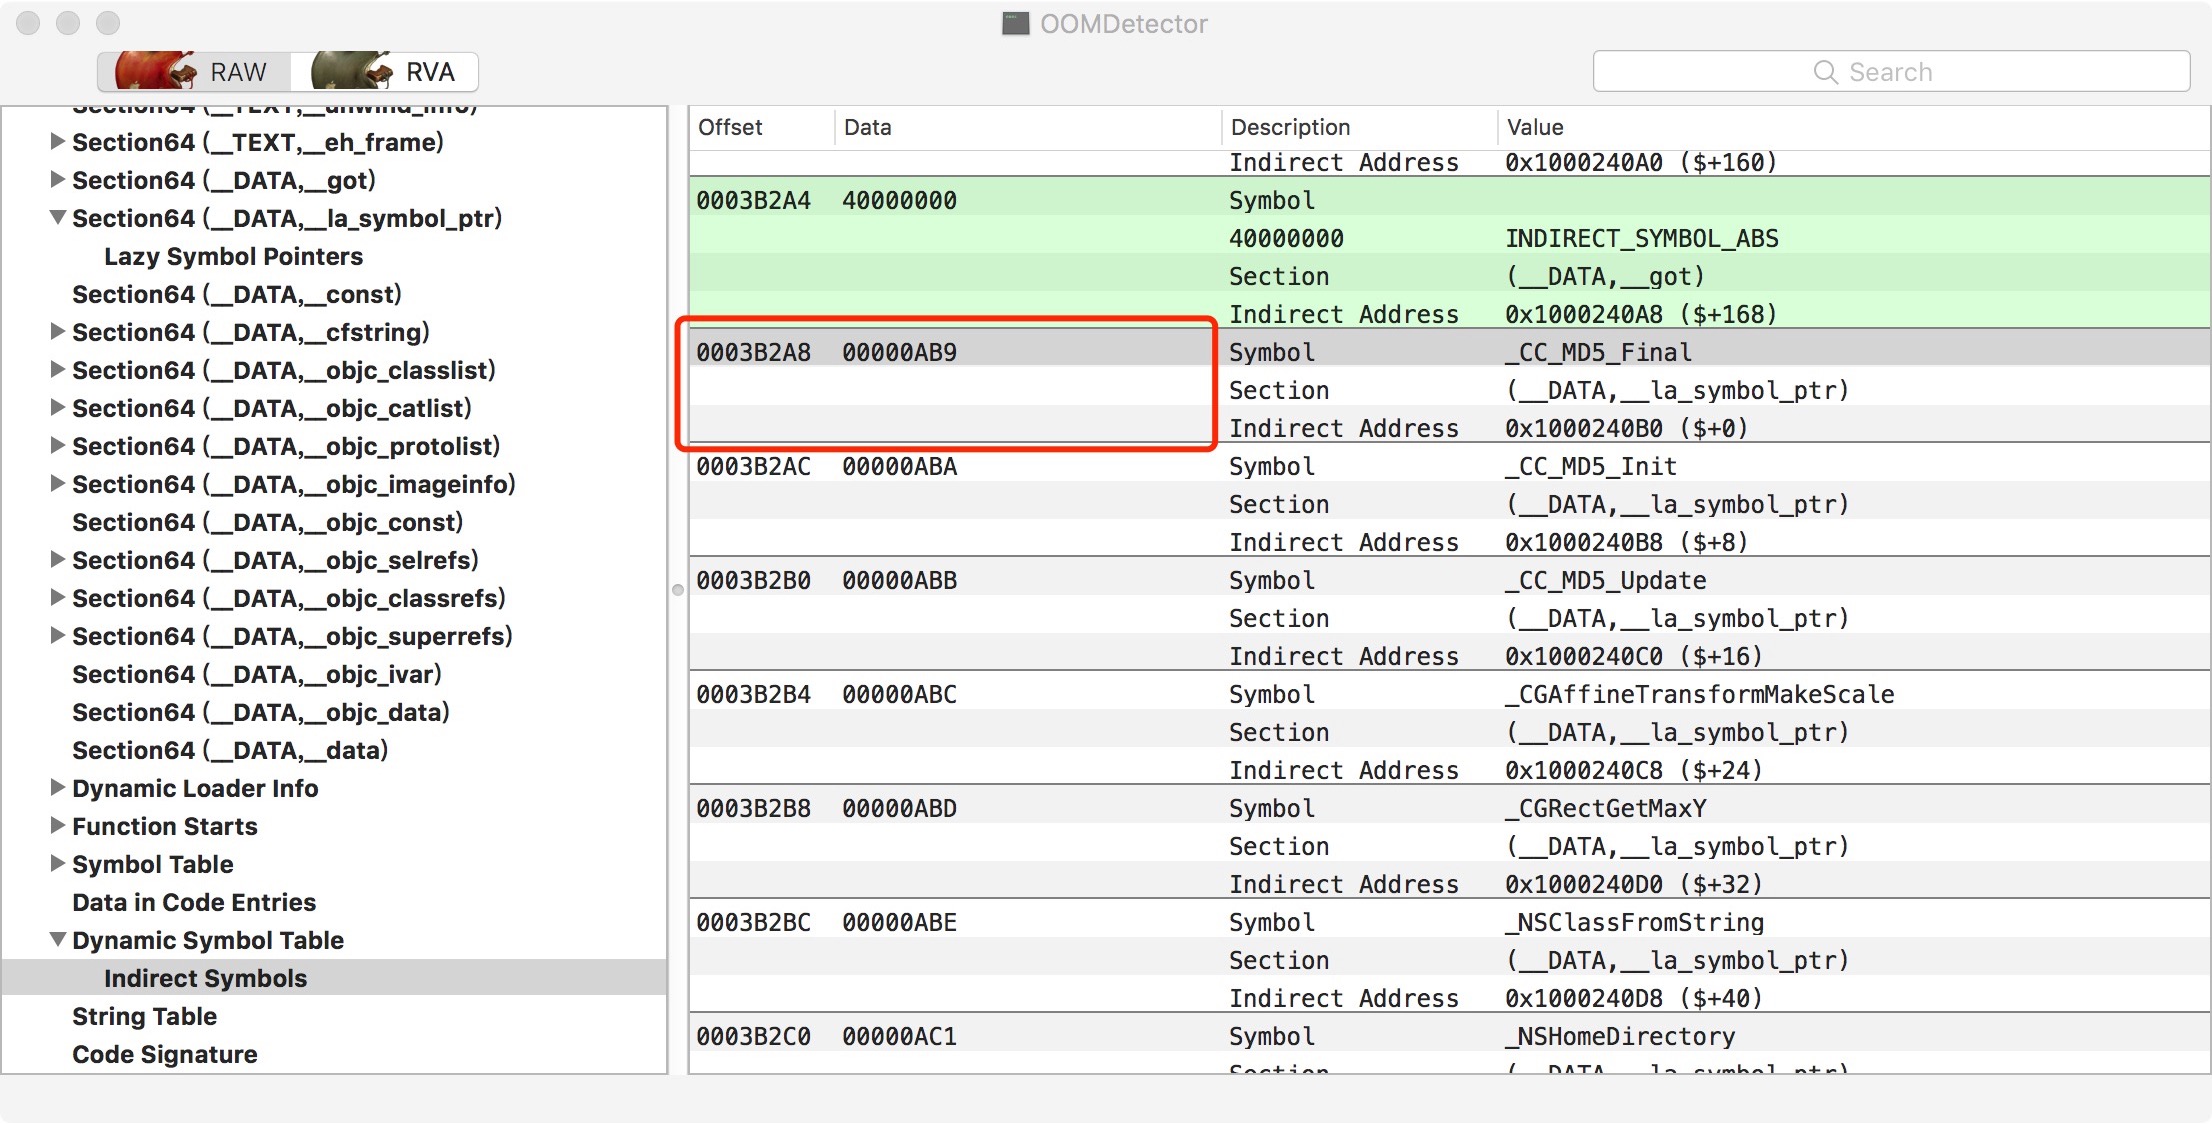 OOMDetector
RAW RVA Search
Section64 (__TEXT,__unwind_info)
Section64 (__TEXT,__eh_frame)
Section64 (__DATA,__got)
Section64 (__DATA,__la_symbol_ptr)
Lazy Symbol Pointers
Section64 (__DATA,__const)
Section64 (__DATA,__cfstring)
Section64 (__DATA,__objc_classlist)
Section64 (__DATA,__objc_catlist)
Section64 (__DATA,__objc_protolist)
Section64 (__DATA,__objc_imageinfo)
Section64 (__DATA,__objc_const)
Section64 (__DATA,__objc_selrefs)
Section64 (__DATA,__objc_classrefs)
Section64 (__DATA,__objc_superrefs)
Section64 (__DATA,__objc_ivar)
Section64 (__DATA,__objc_data)
Section64 (__DATA,__data)
Dynamic Loader Info
Function Starts
Symbol Table
Data in Code Entries
Dynamic Symbol Table
Indirect Symbols
String Table
Code Signature
Offset Data Description Value
Indirect Address 0x1000240A0 ($+160)
0003B2A4 40000000 Symbol
40000000 INDIRECT_SYMBOL_ABS
Section (__DATA,__got)
Indirect Address 0x1000240A8 ($+168)
0003B2A8 00000AB9 Symbol _CC_MD5_Final
Section (__DATA,__la_symbol_ptr)
Indirect Address 0x1000240B0 ($+0)
0003B2AC 00000ABA Symbol _CC_MD5_Init
Section (__DATA,__la_symbol_ptr)
Indirect Address 0x1000240B8 ($+8)
0003B2B0 00000ABB Symbol _CC_MD5_Update
Section (__DATA,__la_symbol_ptr)
Indirect Address 0x1000240C0 ($+16)
0003B2B4 00000ABC Symbol _CGAffineTransformMakeScale
Section (__DATA,__la_symbol_ptr)
Indirect Address 0x1000240C8 ($+24)
0003B2B8 00000ABD Symbol _CGRectGetMaxY
Section (__DATA,__la_symbol_ptr)
Indirect Address 0x1000240D0 ($+32)
0003B2BC 00000ABE Symbol _NSClassFromString
Section (__DATA,__la_symbol_ptr)
Indirect Address 0x1000240D8 ($+40)
0003B2C0 00000AC1 Symbol _NSHomeDirectory
Section (__DATA,__la_symbol_ptr)